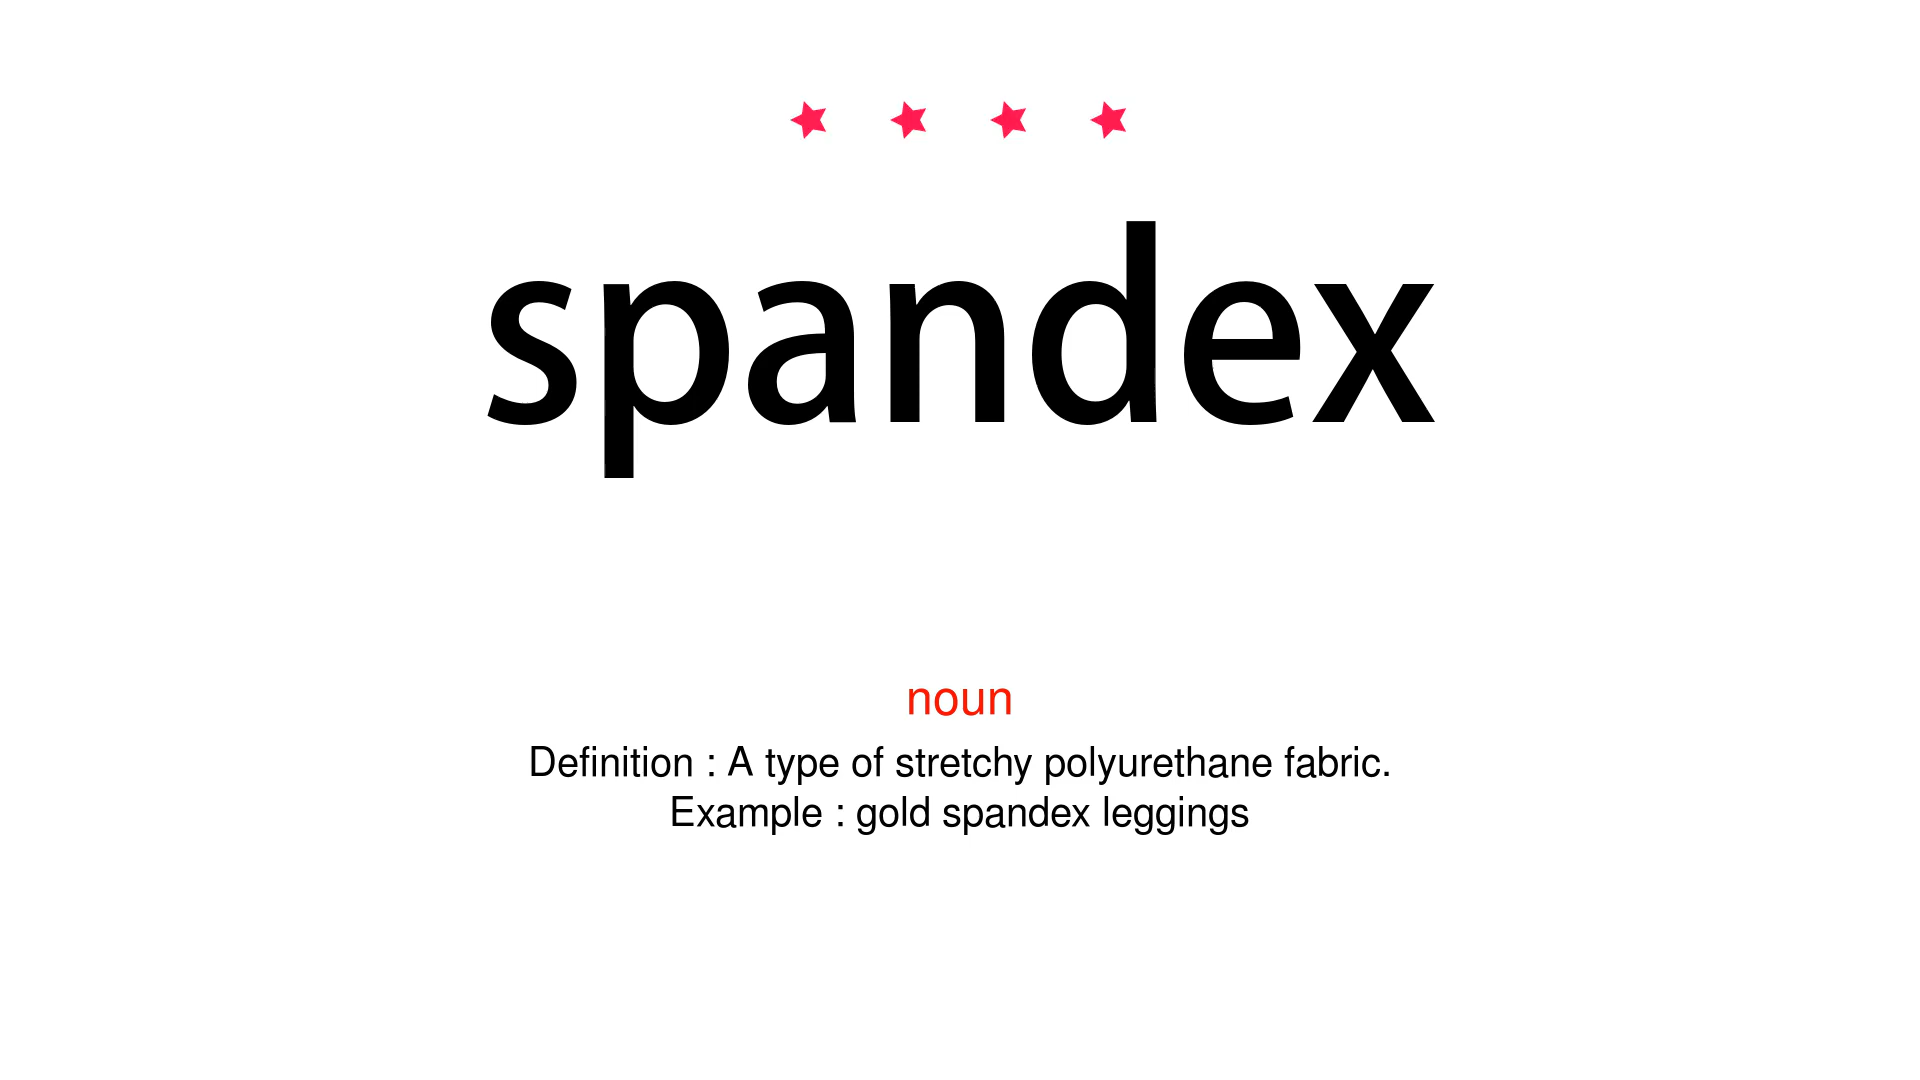 spandex
noun
Definition : A type of stretchy polyurethane fabric.
Example : gold spandex leggings